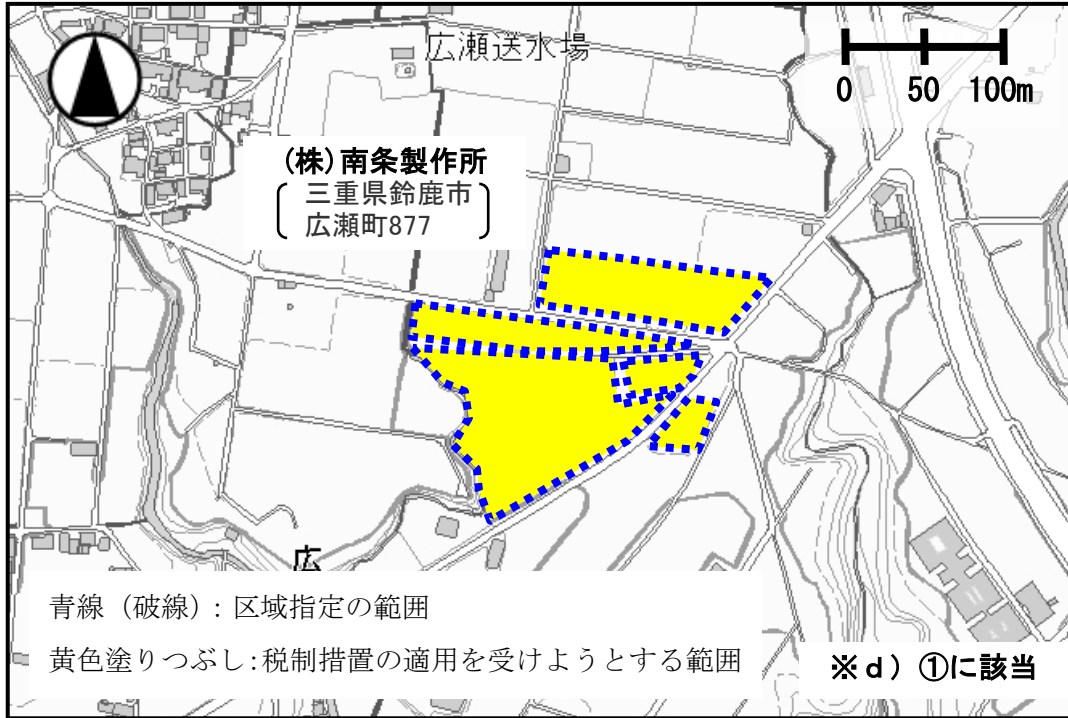 広瀬送水場
0 50 100m
(株)南条製作所
三重県鈴鹿市
広瀬町877
広
青線（破線）: 区域指定の範囲
黄色塗りつぶし:税制措置の適用を受けようとする範囲
※d）①に該当